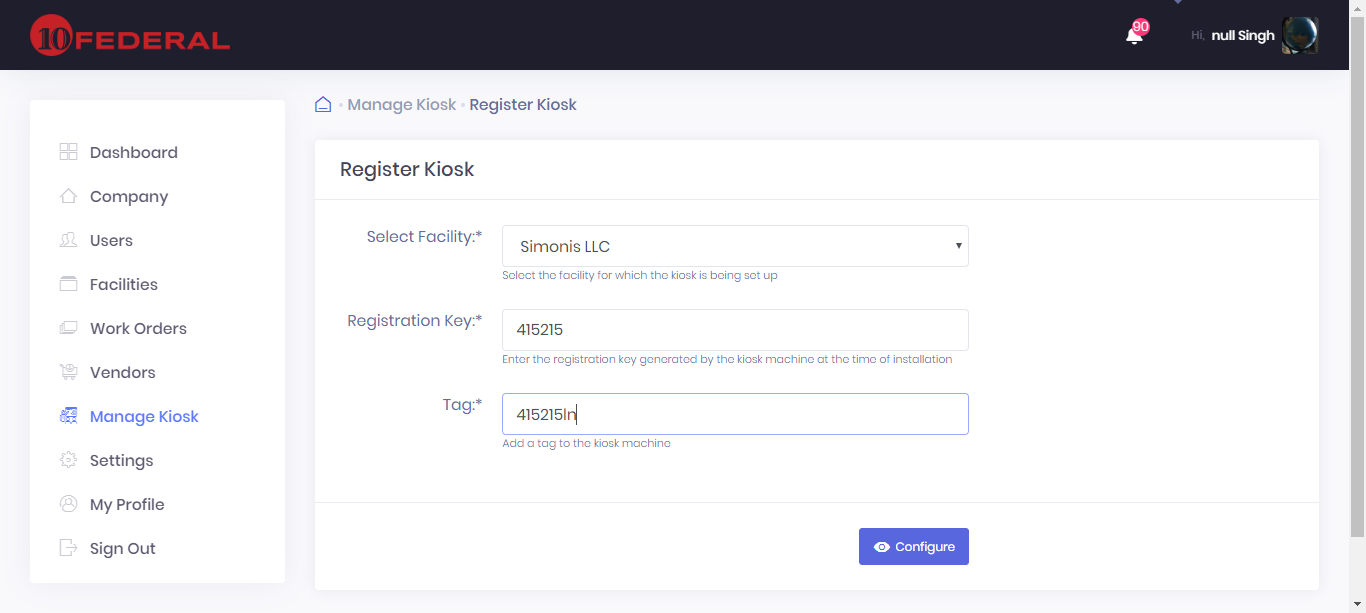 10 FEDERAL
90
Hi, null Singh
Manage Kiosk • Register Kiosk
Dashboard
Company
Users
Facilities
Work Orders
Vendors
Manage Kiosk
Settings
My Profile
Sign Out
Register Kiosk
Select Facility:*
Simonis LLC
Select the facility for which the kiosk is being set up
Registration Key:*
415215
Enter the registration key generated by the kiosk machine at the time of installation
Tag:*
415215ln
Add a tag to the kiosk machine
Configure